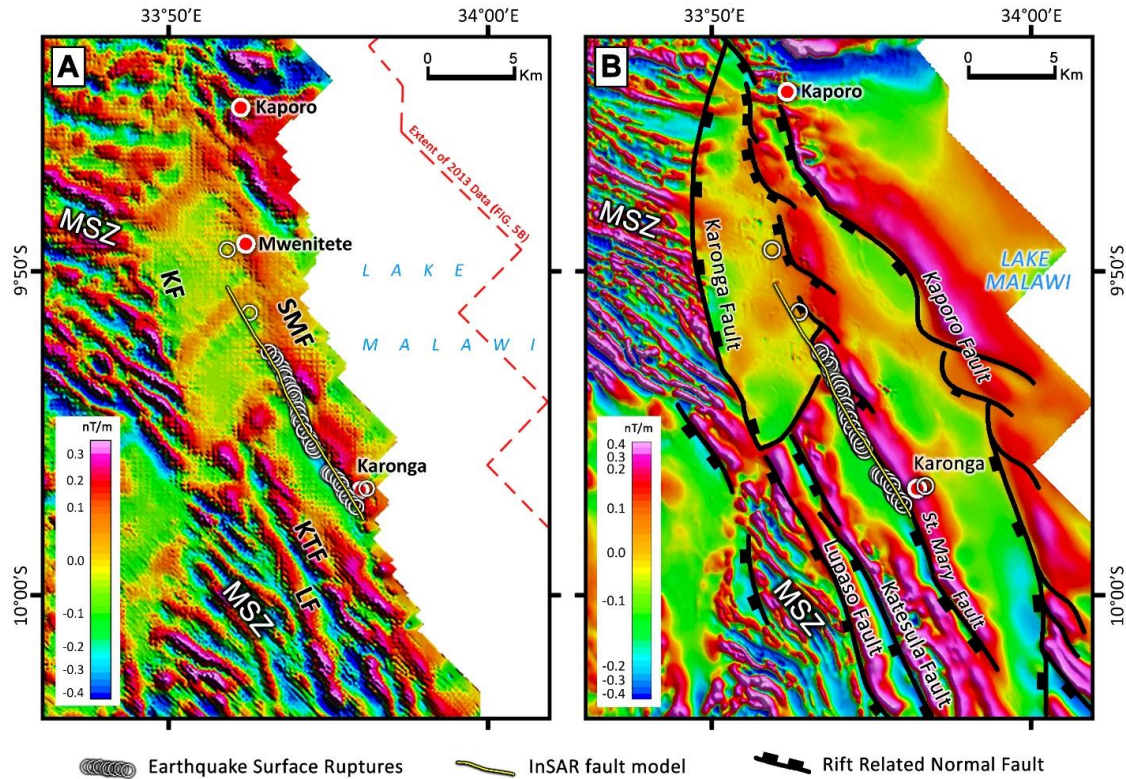 33°50'E
34°00'E
33°50'E
34°00'E
A
0
5
Km
Kaporo
Extent of 2013 Data (FIG. 5B)
MSZ
Mwenitete
KF
LAKE
MALAWI
SMF
9°50'S
nT/m
0.3
0.2
0.1
0.0
-0.1
-0.2
-0.3
-0.4
Karonga
KTF
LF
MSZ
10°00'S
B
0
5
Km
Kaporo
MSZ
Karonga Fault
LAKE
MALAWI
Kaporo Fault
9°50'S
nT/m
0.4
0.3
0.2
0.1
0.0
-0.1
-0.2
-0.3
-0.4
Karonga
St. Mary Fault
Lupaso Fault
Katesula Fault
MSZ
10°00'S
Earthquake Surface Ruptures
InSAR fault model
Rift Related Normal Fault